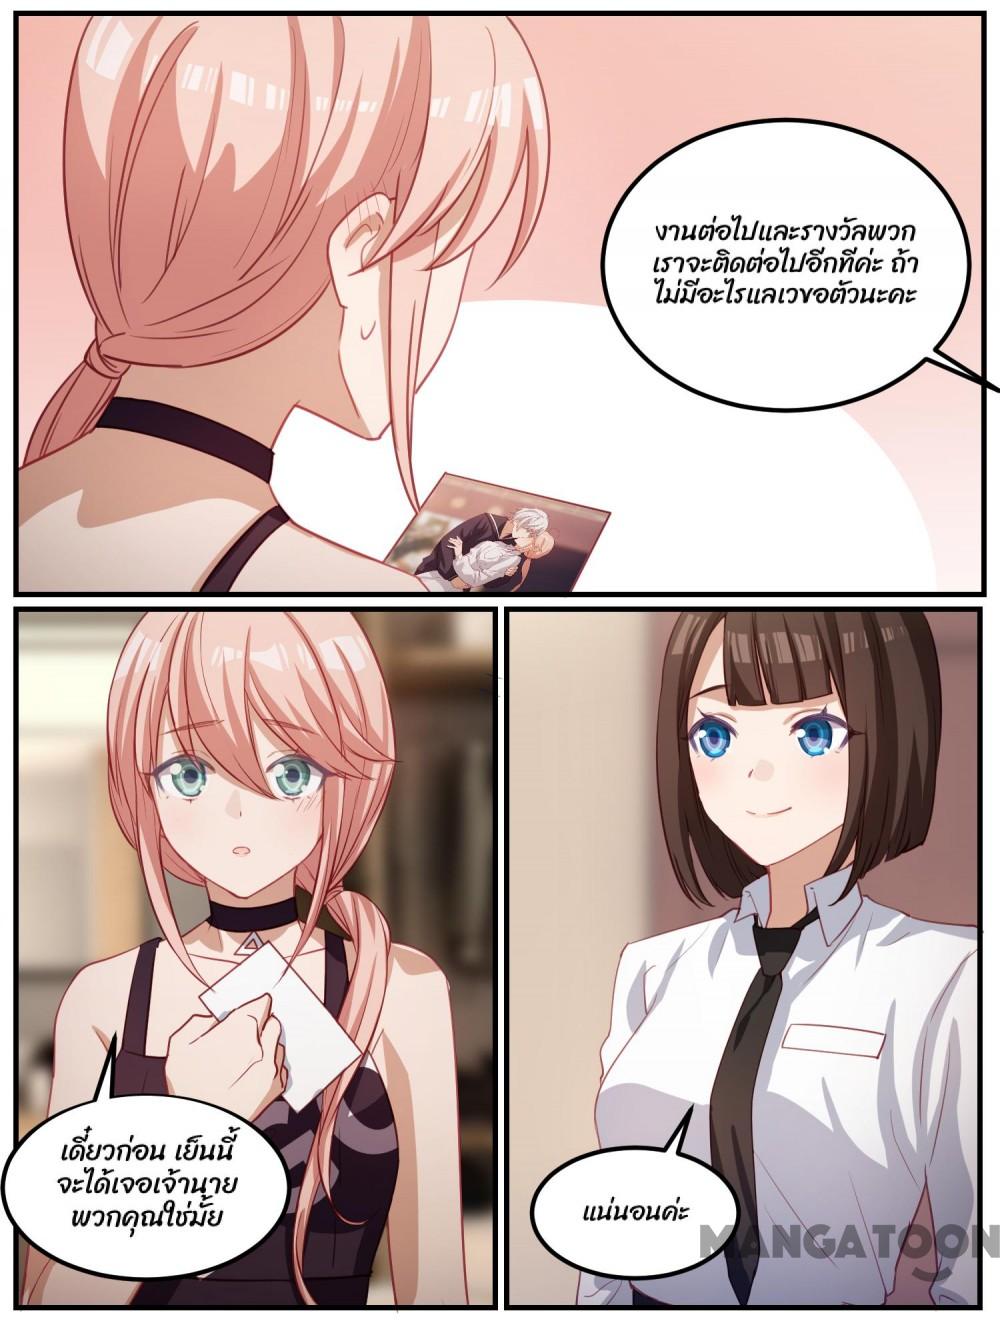 งานต่อไปและรางวัลพวก
เราจะติดต่อไปอีกทีค่ะ ถ้า
ไม่มีอะไรแลเวขอตัวนะคะ
เดี๋ยวก่อน เย็นนี้
จะได้เจอเจ้านาย
พวกคุณใช่มั้ย
แน่นอนค่ะ
MANGATOON